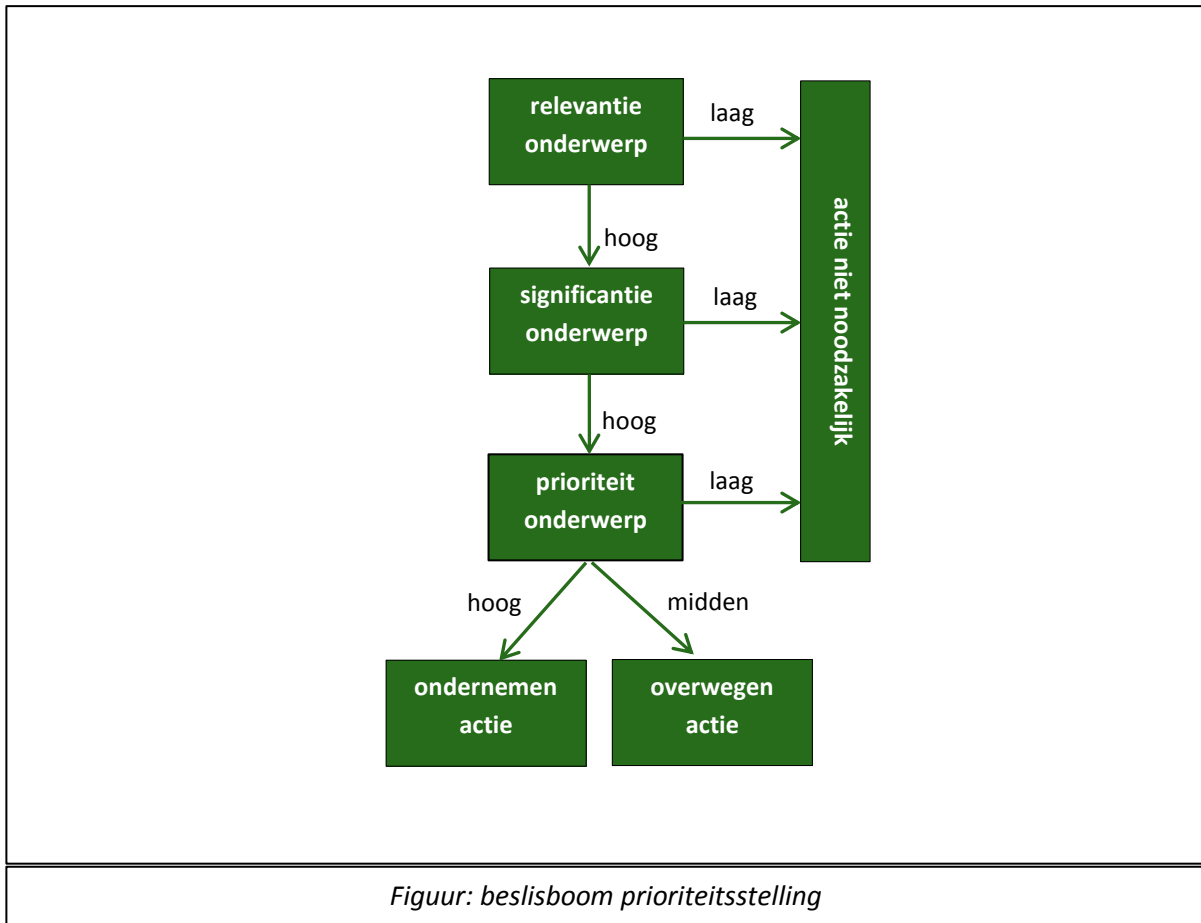 relevantie
onderwerp
laag
hoog
significantie
onderwerp
laag
hoog
prioriteit
onderwerp
laag
actie niet noodzakelijk
hoog
midden
ondernemen
actie
overwegen
actie
Figuur: beslisboom prioriteitsstelling